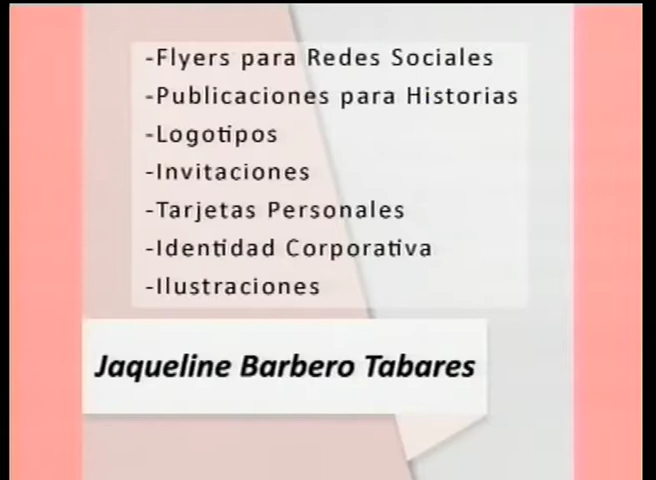 -Flyers para Redes Sociales
-Publicaciones para Historias
-Logotipos
-Invitaciones
-Tarjetas Personales
-Identidad Corporativa
-Ilustraciones
Jaqueline Barbero Tabares